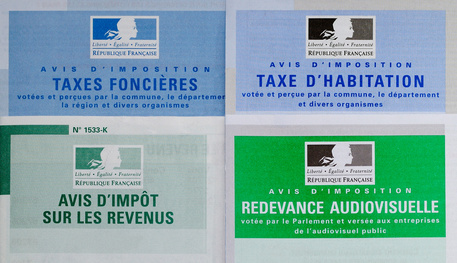 Liberté • Égalité • Fraternité
RÉPUBLIQUE FRANÇAISE
AVIS D'IMPOSITION
TAXES FONCIÈRES
votées et perçues par la commune, le département
la région et divers organismes
Liberté • Égalité • Fraternité
RÉPUBLIQUE FRANÇAISE
AVIS D'IMPOSITION
TAXE D'HABITATION
votée et perçue par la commune, le département
et divers organismes
N° 1533-K
Liberté • Égalité • Fraternité
RÉPUBLIQUE FRANÇAISE
AVIS D'IMPÔT
SUR LES REVENUS
Liberté • Égalité • Fraternité
RÉPUBLIQUE FRANÇAISE
AVIS D'IMPOSITION
REDEVANCE AUDIOVISUELLE
votée par le Parlement et versée aux entreprises
de l'audiovisuel public